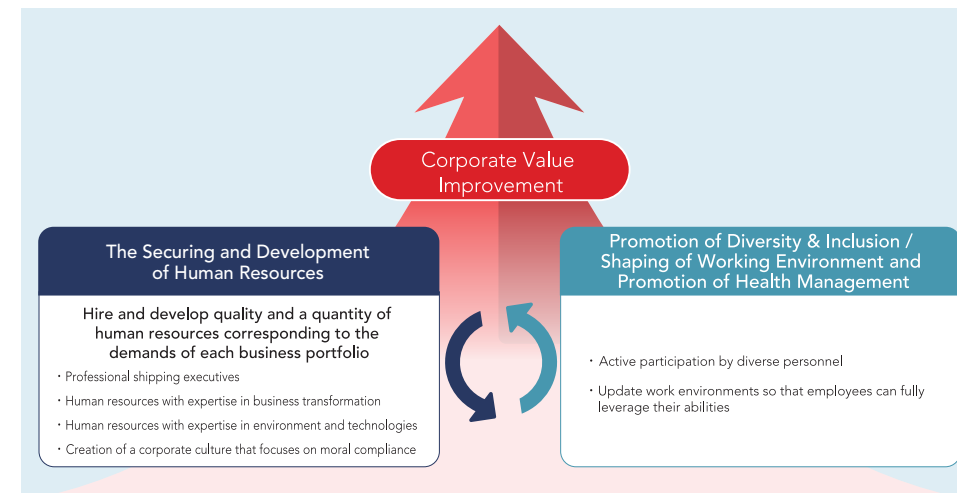 Corporate Value
Improvement
The Securing and Development
of Human Resources
Hire and develop quality and a quantity of
human resources corresponding to the
demands of each business portfolio
・Professional shipping executives
・Human resources with expertise in business transformation
・Human resources with expertise in environment and technologies
・Creation of a corporate culture that focuses on moral compliance
Promotion of Diversity & Inclusion /
Shaping of Working Environment and
Promotion of Health Management
・Active participation by diverse personnel
・Update work environments so that employees can fully
leverage their abilities